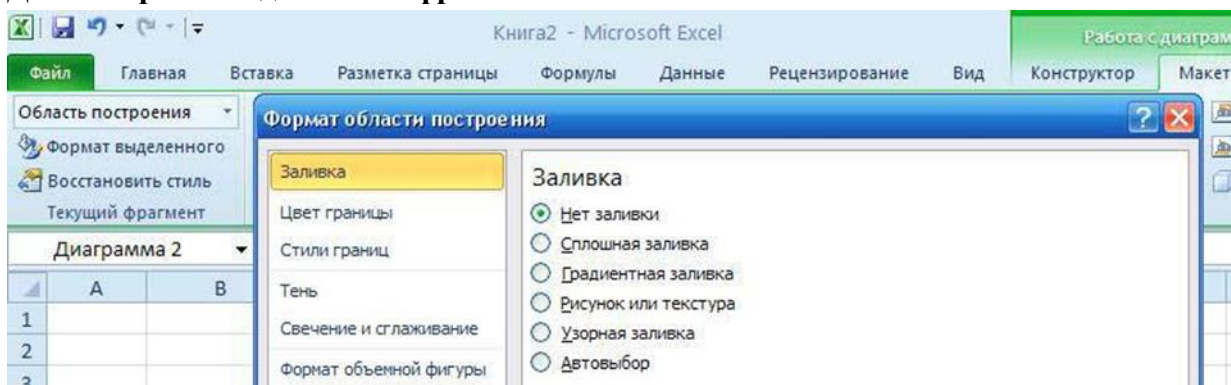 Книга2 - Microsoft Excel
Работа с диаграм
Файл Главная Вставка Разметка страницы Формулы Данные Рецензирование Вид Конструктор Макет
Область построения
Формат выделенного
Восстановить стиль
Текущий фрагмент
Диаграмма 2
A B
1
2
3
Формат области построения
Заливка
Цвет границы
Стили границ
Тень
Свечение и сглаживание
Формат объемной фигуры
Заливка
Нет заливки
Сплошная заливка
Градиентная заливка
Рисунок или текстура
Узорная заливка
Автовыбор